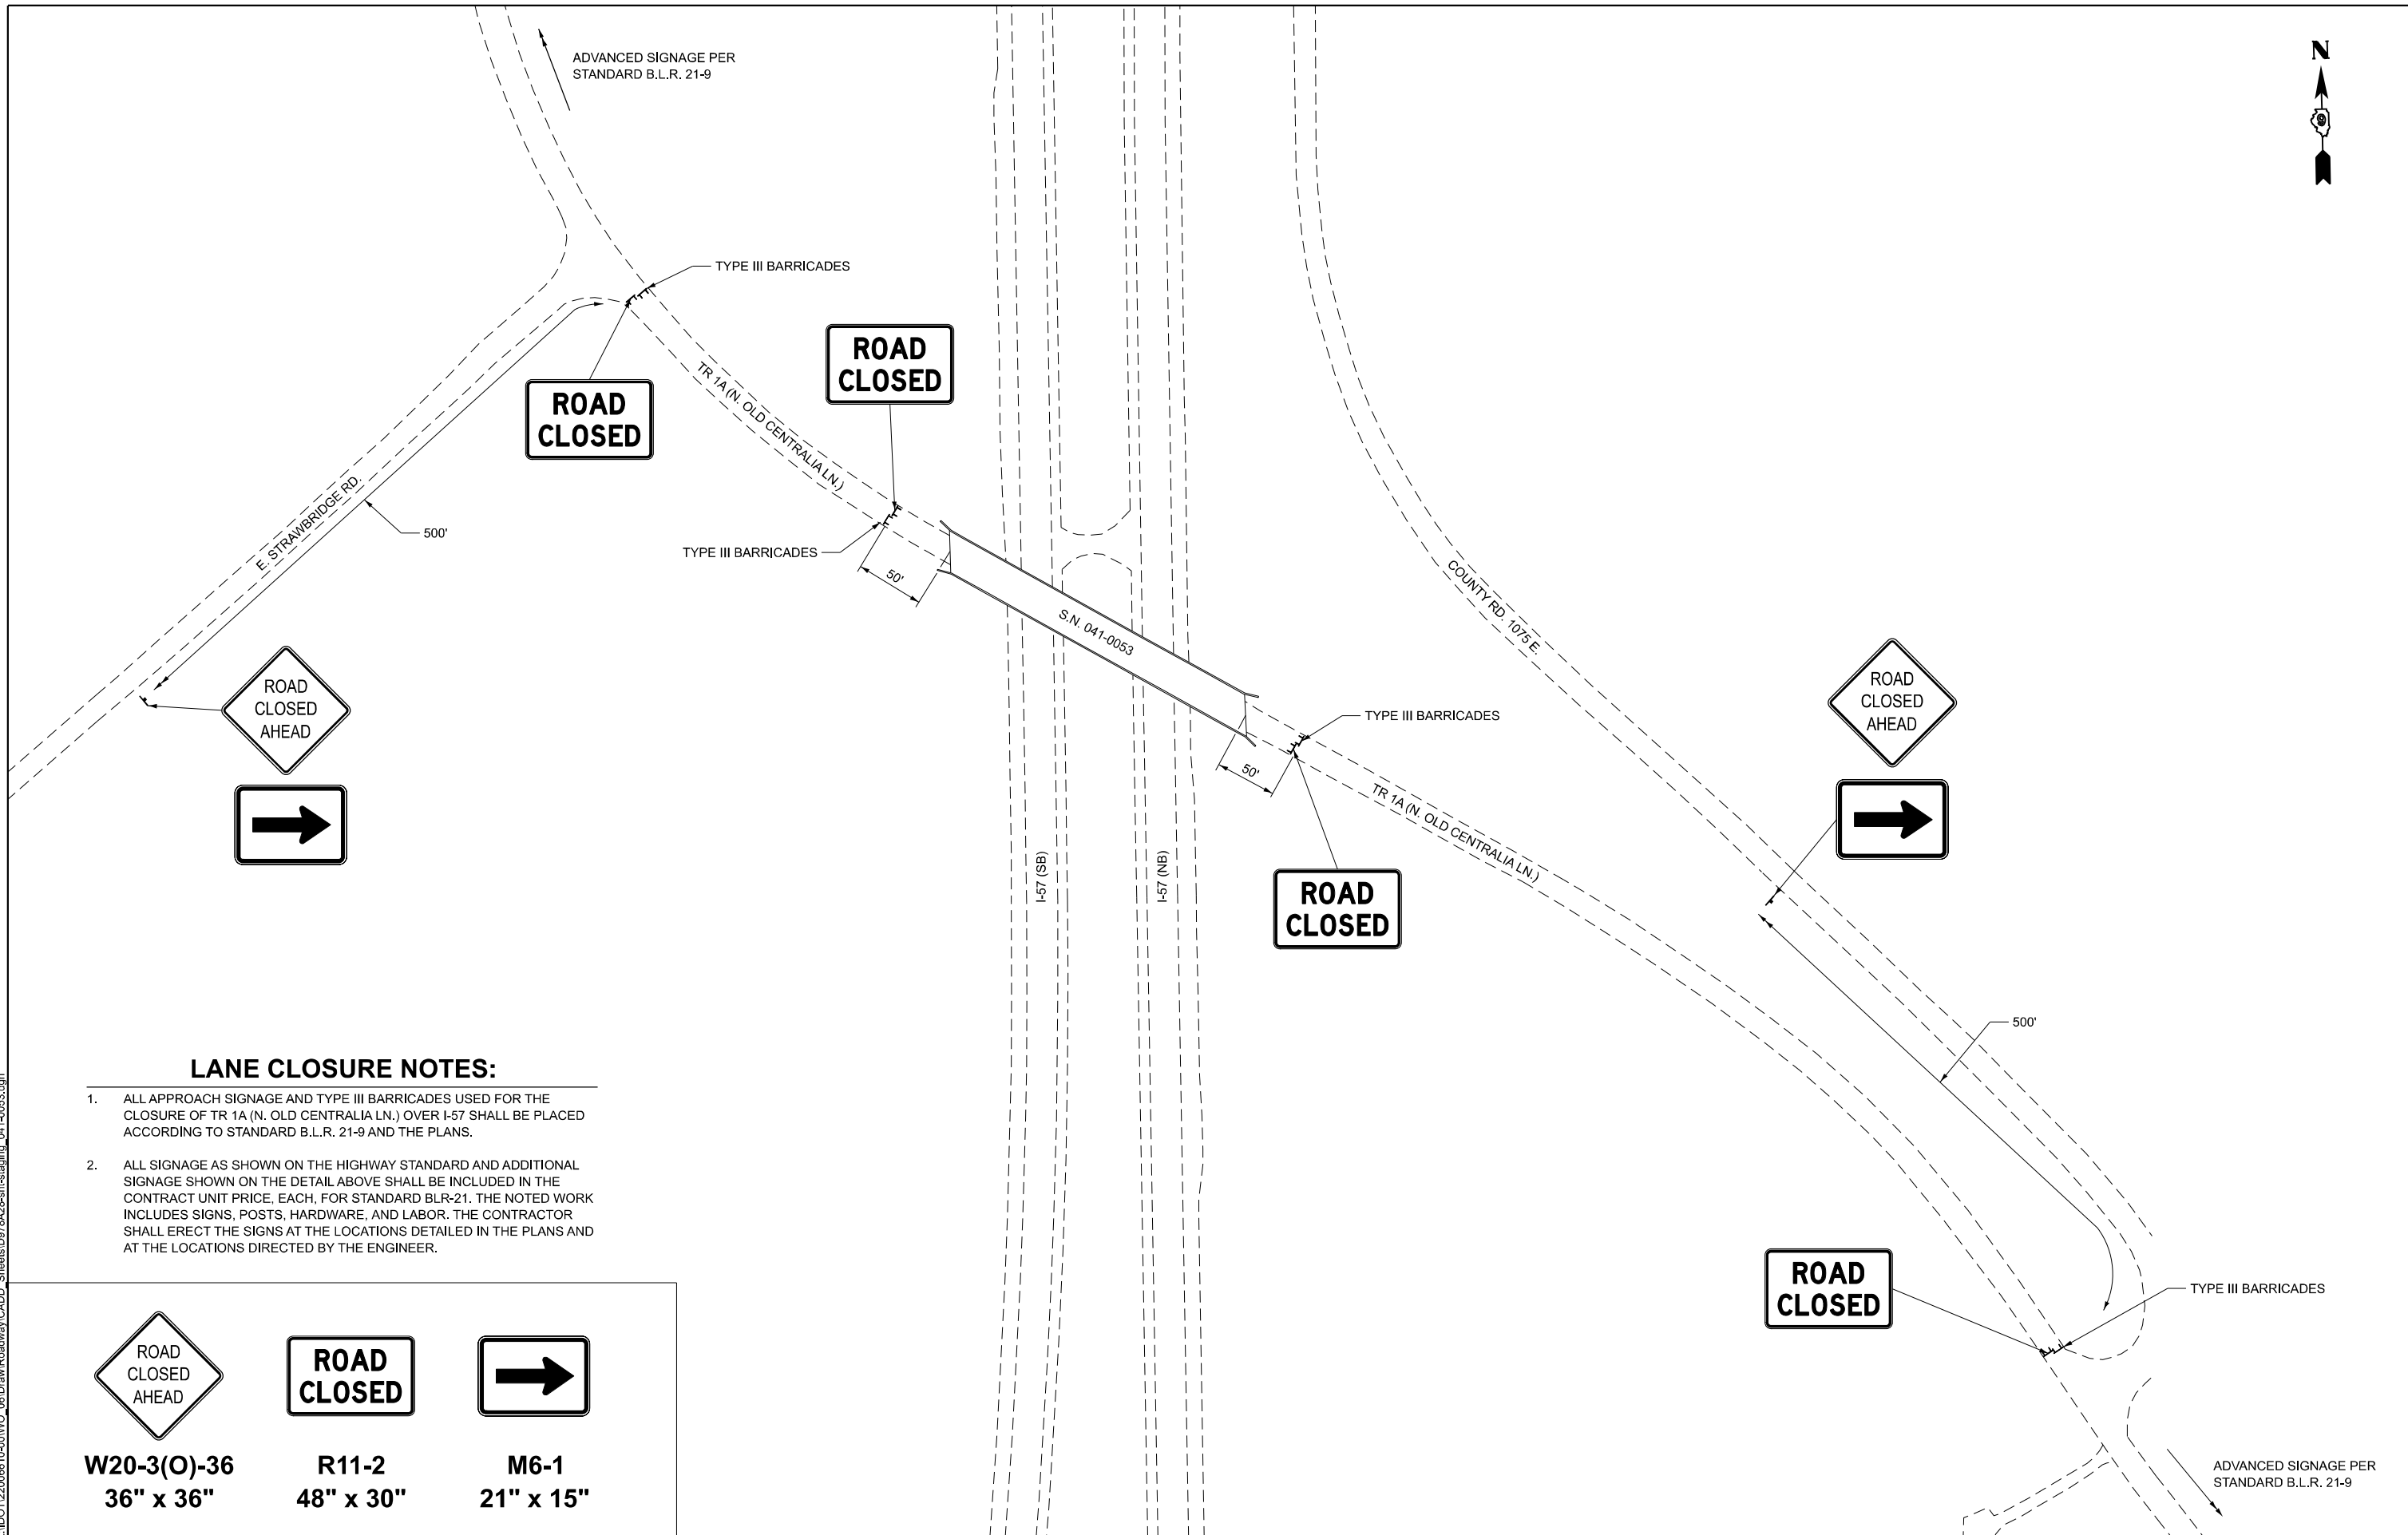 ADVANCED SIGNAGE PER
STANDARD B.L.R. 21-9
N
9
TYPE III BARRICADES
ROAD
CLOSED
ROAD
CLOSED
TR 1A (N. OLD CENTRALIA LN.)
E. STRAWBRIDGE RD.
500'
TYPE III BARRICADES
50'
S.N. 041-0053
COUNTY RD. 1075 E.
ROAD
CLOSED
AHEAD
ROAD
CLOSED
AHEAD
TYPE III BARRICADES
50'
TR 1A (N. OLD CENTRALIA LN.)
I-57 (SB)
I-57 (NB)
ROAD
CLOSED
500'
ROAD
CLOSED
TYPE III BARRICADES
ADVANCED SIGNAGE PER
STANDARD B.L.R. 21-9
LANE CLOSURE NOTES:
1. ALL APPROACH SIGNAGE AND TYPE III BARRICADES USED FOR THE
CLOSURE OF TR 1A (N. OLD CENTRALIA LN.) OVER I-57 SHALL BE PLACED
ACCORDING TO STANDARD B.L.R. 21-9 AND THE PLANS.
2. ALL SIGNAGE AS SHOWN ON THE HIGHWAY STANDARD AND ADDITIONAL
SIGNAGE SHOWN ON THE DETAIL ABOVE SHALL BE INCLUDED IN THE
CONTRACT UNIT PRICE, EACH, FOR STANDARD BLR-21. THE NOTED WORK
INCLUDES SIGNS, POSTS, HARDWARE, AND LABOR. THE CONTRACTOR
SHALL ERECT THE SIGNS AT THE LOCATIONS DETAILED IN THE PLANS AND
AT THE LOCATIONS DIRECTED BY THE ENGINEER.
ROAD
CLOSED
AHEAD
W20-3(O)-36
36" x 36"
ROAD
CLOSED
R11-2
48" x 30"
M6-1
21" x 15"